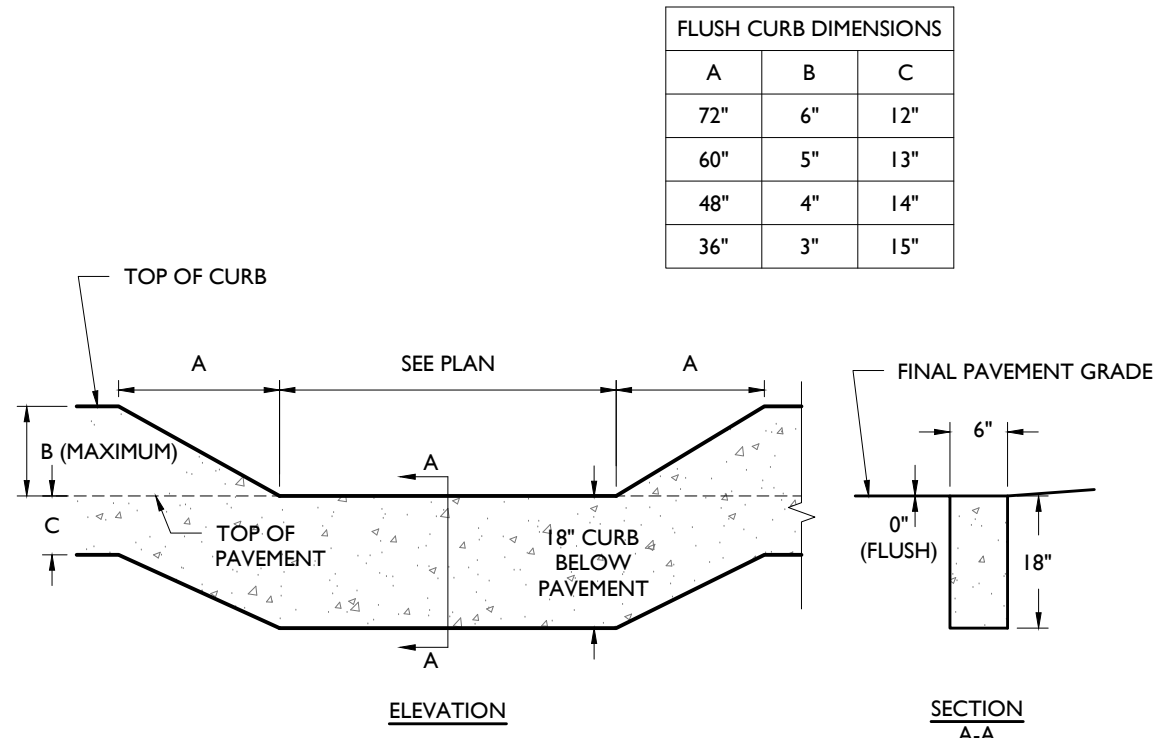 FLUSH CURB DIMENSIONS
A B C
72" 6" 12"
60" 5" 13"
48" 4" 14"
36" 3" 15"
TOP OF CURB
A
SEE PLAN
A
FINAL PAVEMENT GRADE
B (MAXIMUM)
A
6"
C
TOP OF
PAVEMENT
18" CURB
BELOW
PAVEMENT
0"
(FLUSH)
18"
A
ELEVATION
SECTION
A-A